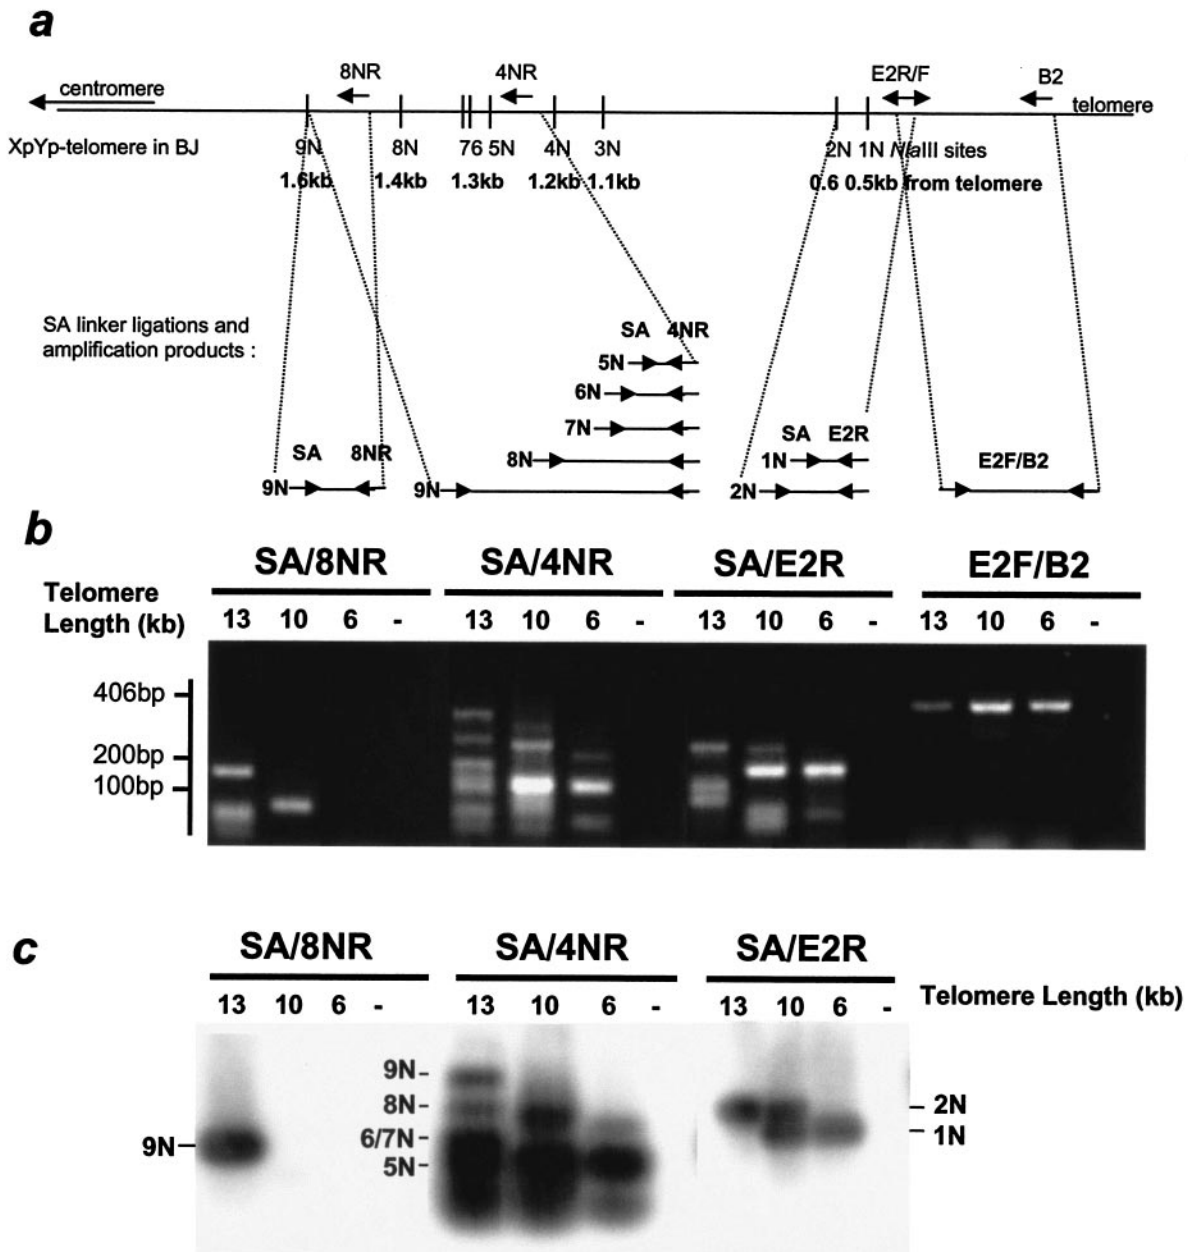 a
centromere
8NR
4NR
E2R/F
B2
telomere
XpYp-telomere in BJ
9N 8N 76 5N 4N 3N 2N 1N NlaIII sites
1.6kb 1.4kb 1.3kb 1.2kb 1.1kb 0.6 0.5kb from telomere
SA linker ligations and
amplification products :
SA 4NR
5N
6N
7N
8N
9N
SA 8NR
9N
SA E2R
1N
2N
E2F/B2
b
SA/8NR SA/4NR SA/E2R E2F/B2
Telomere
Length (kb)
13 10 6 - 13 10 6 - 13 10 6 - 13 10 6 -
406bp
200bp
100bp
c
SA/8NR SA/4NR SA/E2R
13 10 6 - 13 10 6 - 13 10 6 - Telomere Length (kb)
9N
9N
8N
6/7N
5N
2N
1N